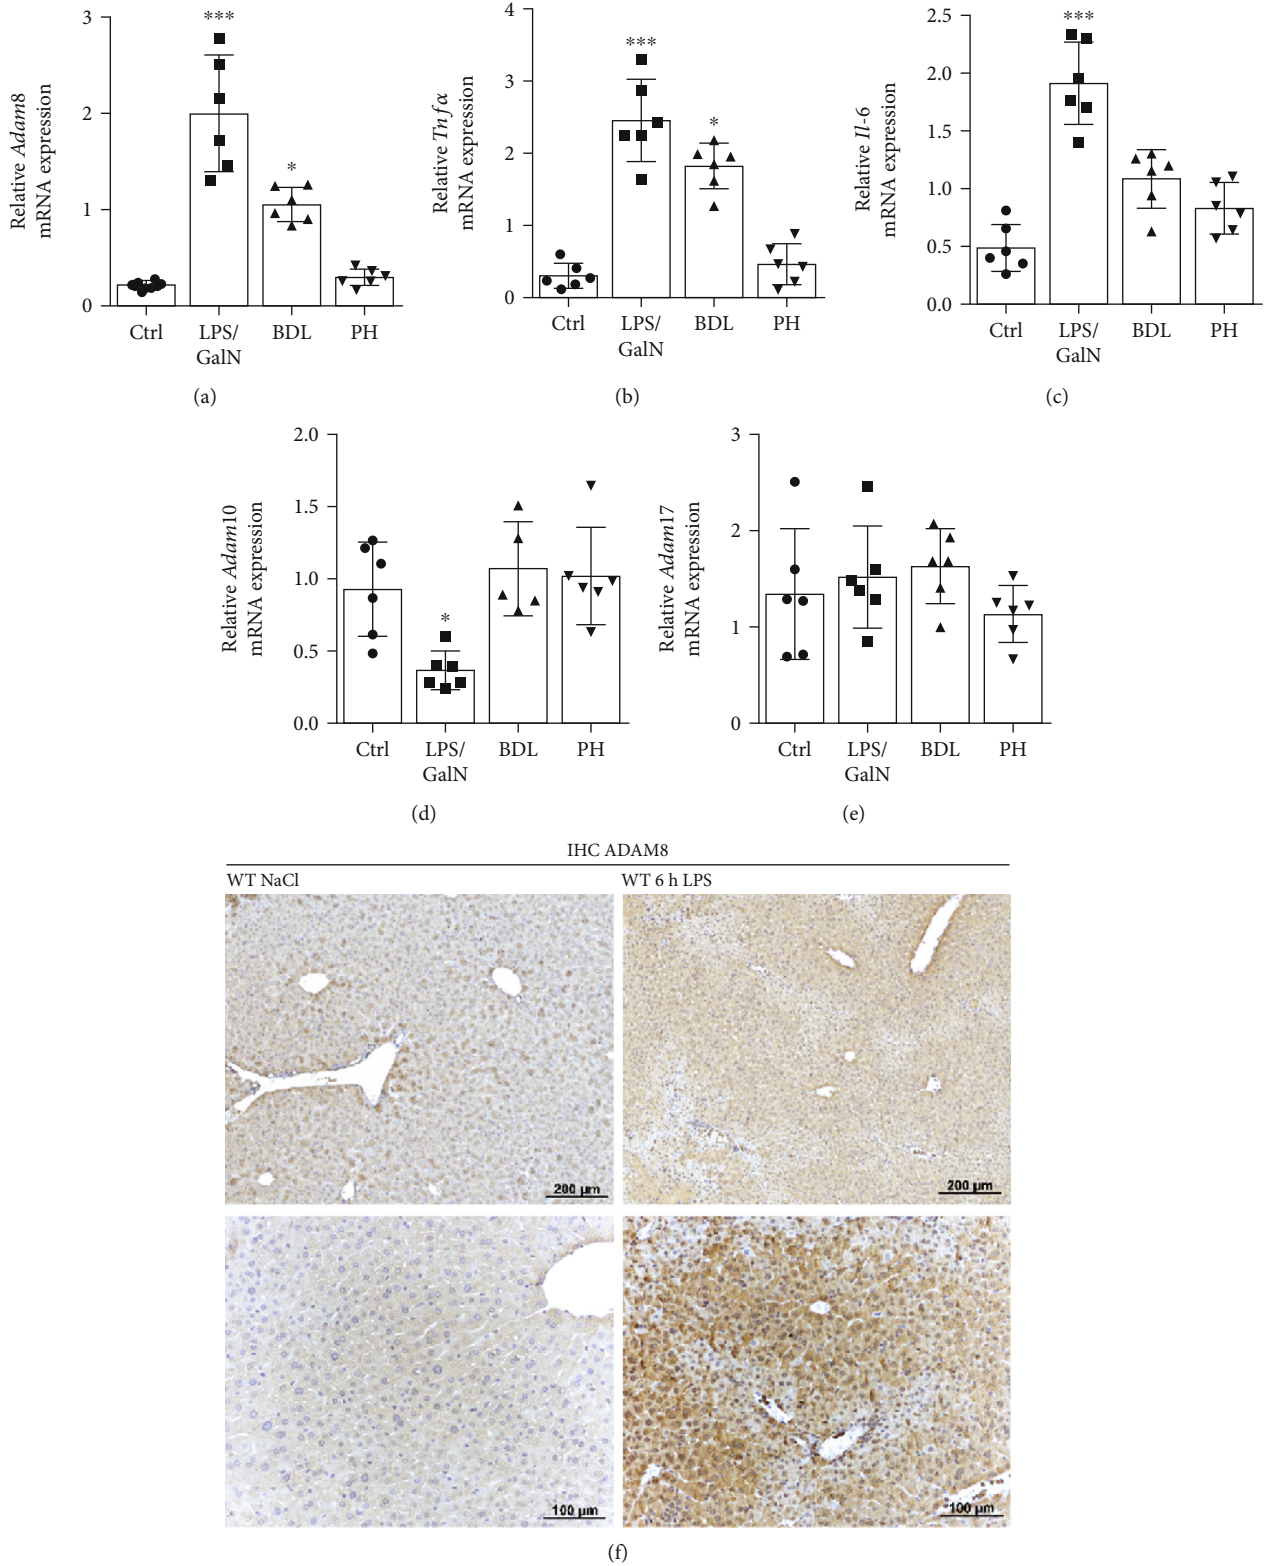 Relative Adam8
mRNA expression
3
2
1
0
***
*
Ctrl
LPS/
GalN
BDL
PH
(a)
Relative Tnfα
mRNA expression
4
3
2
1
0
***
*
Ctrl
LPS/
GalN
BDL
PH
(b)
Relative Il-6
mRNA expression
2.5
2.0
1.5
1.0
0.5
0.0
***
Ctrl
LPS/
GalN
BDL
PH
(c)
Relative Adam10
mRNA expression
2.0
1.5
1.0
0.5
0.0
*
Ctrl
LPS/
GalN
BDL
PH
(d)
Relative Adam17
mRNA expression
3
2
1
0
Ctrl
LPS/
GalN
BDL
PH
(e)
IHC ADAM8
WT NaCl
WT 6 h LPS
200 μm
200 μm
100 μm
100 μm
(f)